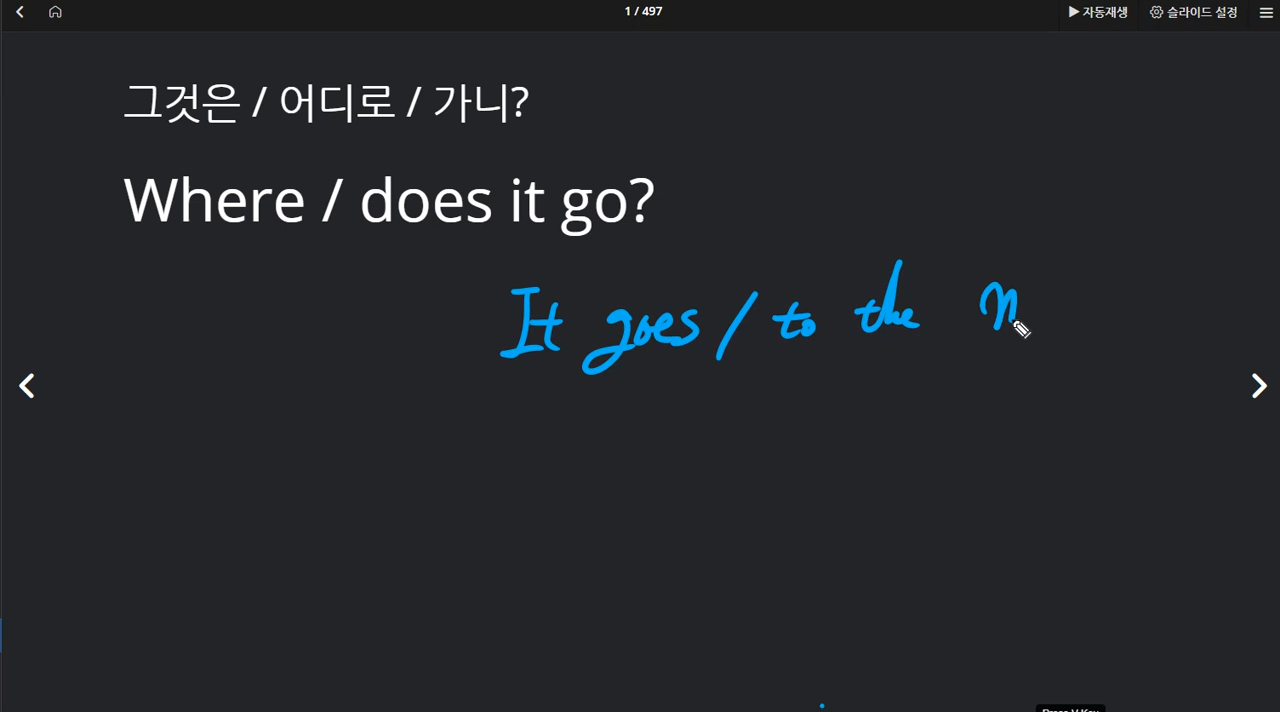 1 / 497
자동재생
슬라이드 설정
그것은 / 어디로 / 가니?
Where / does it go?
It goes / to the n